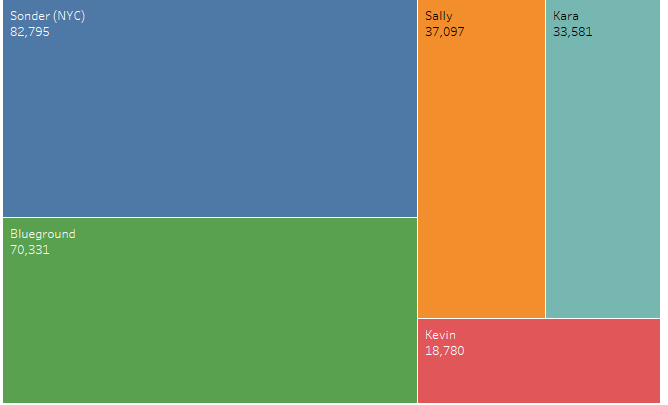 Sonder (NYC)
82,795
Sally
37,097
Kara
33,581
Blueground
70,331
Kevin
18,780